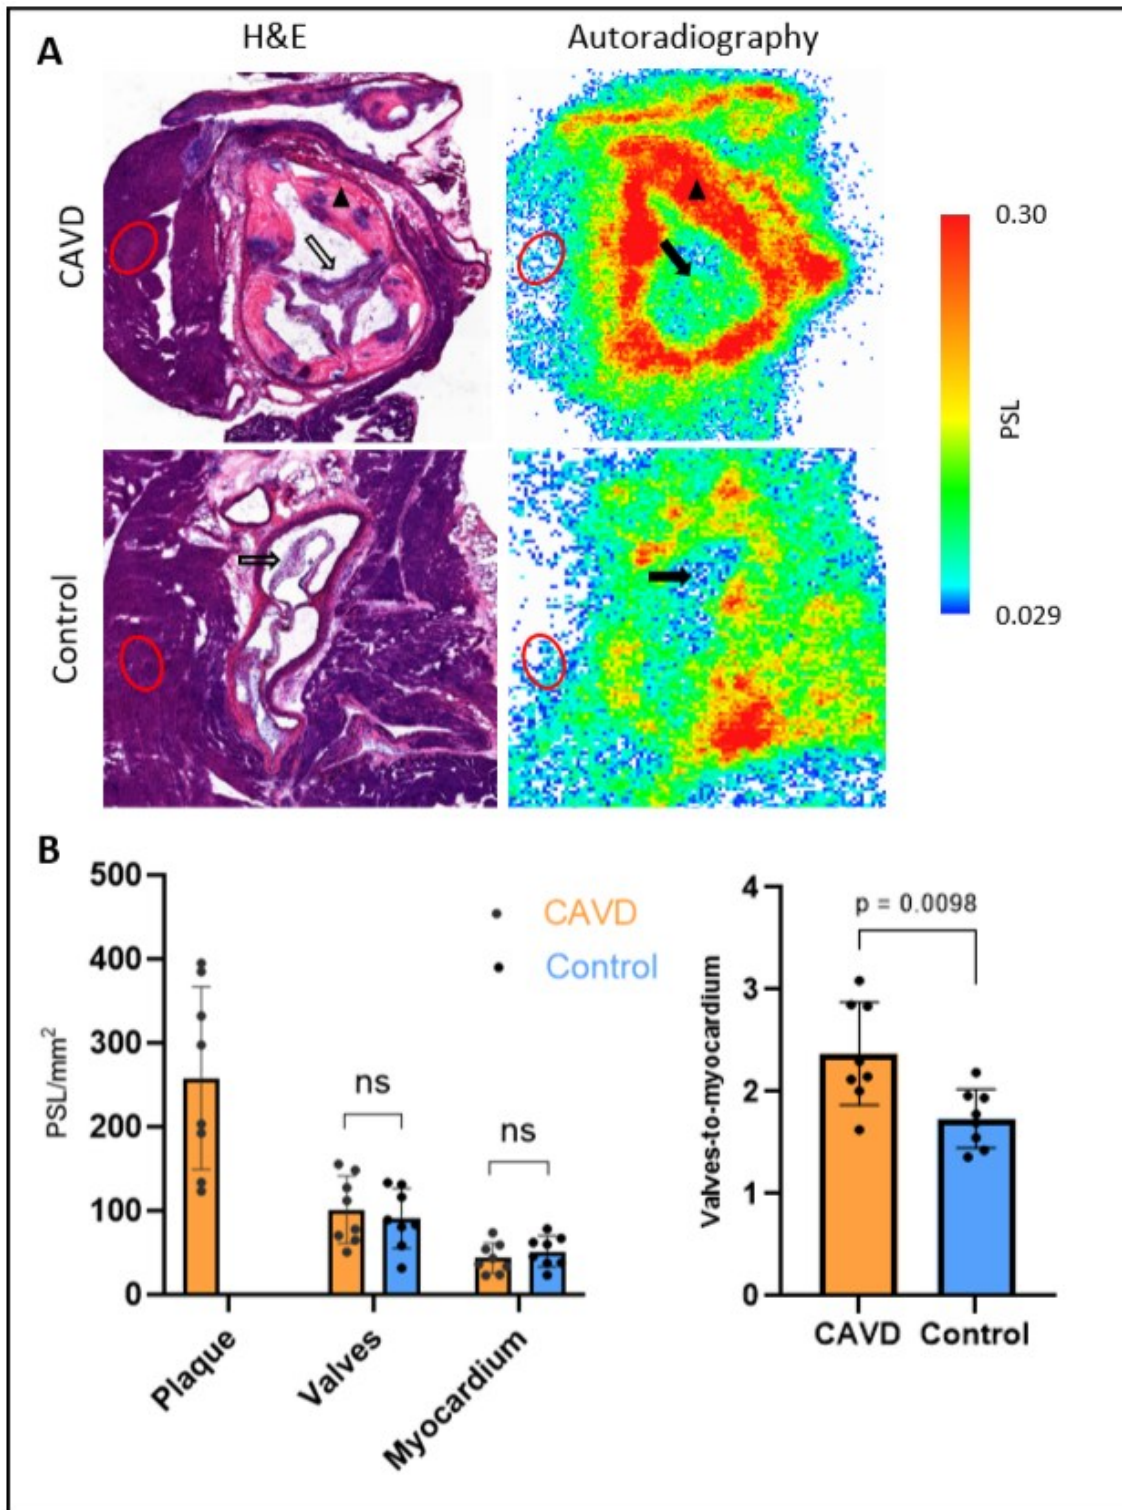 A
H&E
Autoradiography
CAVD
Control
0.30
PSL
0.029
B
500
400
300
200
100
0
PSL/mm²
CAVD
Control
ns
ns
Plaque
Valves
Myocardium
4
3
2
1
0
Valves-to-myocardium
p = 0.0098
CAVD Control